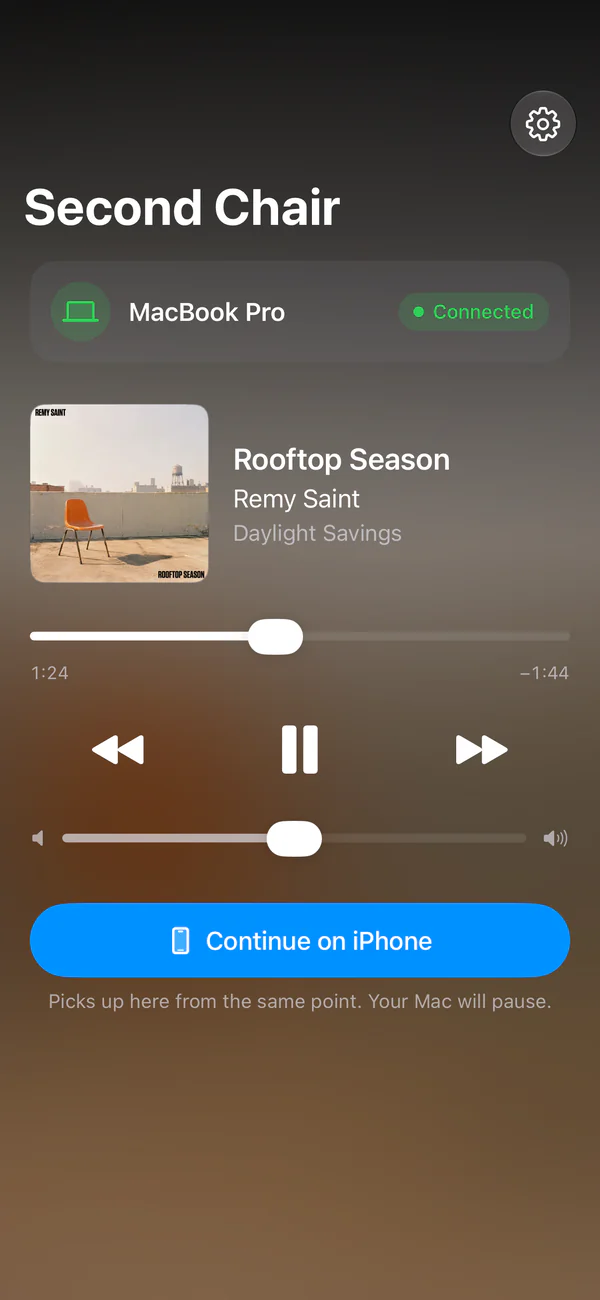 Second Chair
MacBook Pro
Connected
REMY SAINT
ROOFTOP SEASON
Rooftop Season
Remy Saint
Daylight Savings
1:24
−1:44
Continue on iPhone
Picks up here from the same point. Your Mac will pause.